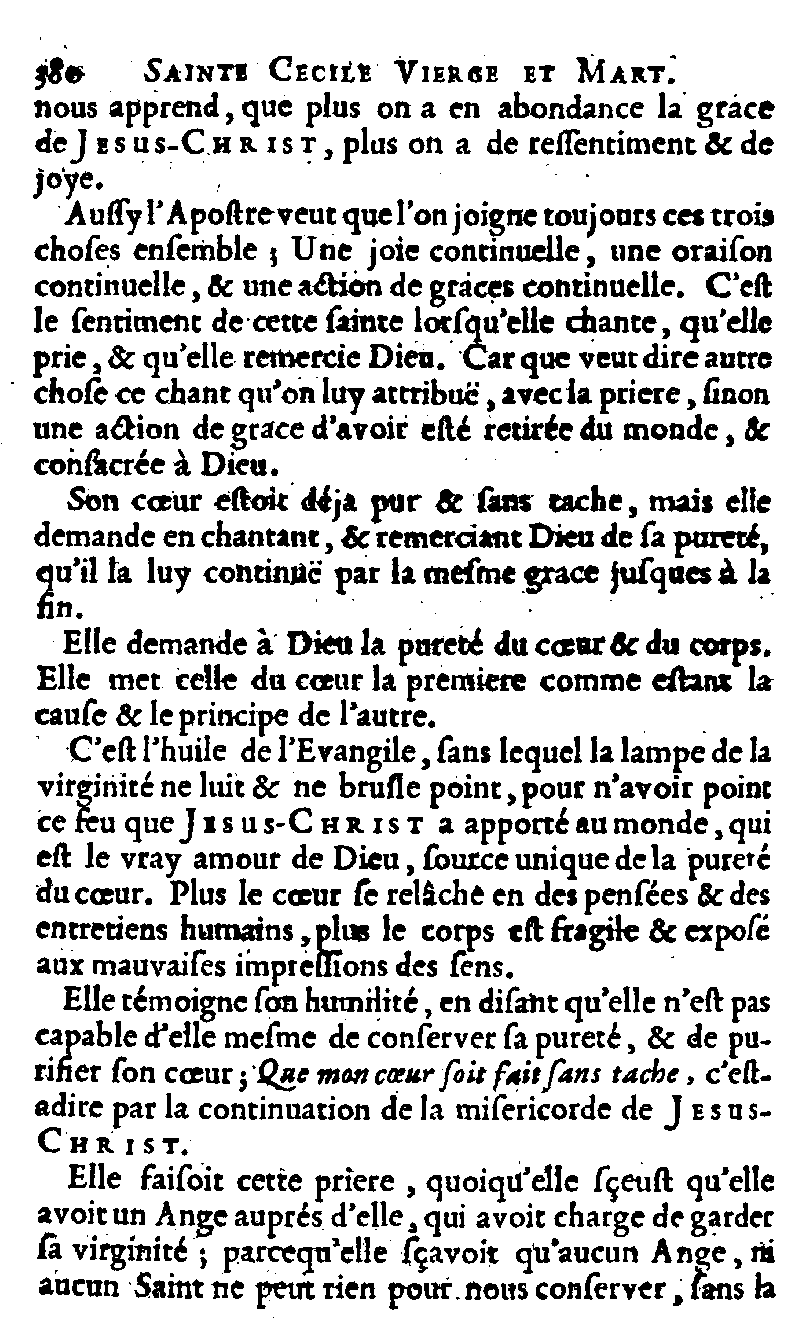 380 SAINTE CECILE VIERGE ET MART.
nous apprend, que plus on a en abondance la grace
de JESUS-CHRIST, plus on a de reſſentiment & de
joye.
Auſſy l'Apoſtre veut que l'on joigne toujours ces trois
choſes enſemble ; Une joie continuelle, une oraiſon
continuelle, & une action de graces continuelle. C'eſt
le ſentiment de cette ſainte lorſqu'elle chante, qu'elle
prie, & qu'elle remercie Dieu. Car que veut dire autre
choſe ce chant qu'on luy attribuë, avec la priere, ſinon
une action de grace d'avoir eſté retirée du monde, &
conſacrée à Dieu.
Son cœur eſtoit déja pur & ſans tache, mais elle
demande en chantant, & remerciant Dieu de ſa pureté,
qu'il la luy continuë par la meſme grace juſques à la
fin.
Elle demande à Dieu la pureté du cœur & du corps.
Elle met celle du cœur la premiere comme eſtant la
cauſe & le principe de l'autre.
C'eſt l'huile de l'Evangile, ſans lequel la lampe de la
virginité ne luit & ne bruſle point, pour n'avoir point
ce feu que JESUS-CHRIST a apporté au monde, qui
eſt le vray amour de Dieu, ſource unique de la pureté
du cœur. Plus le cœur ſe relâche en des penſées & des
entretiens humains, plus le corps eſt fragile & expoſé
aux mauvaiſes impreſſions des ſens.
Elle témoigne ſon humilité, en diſant qu'elle n'eſt pas
capable d'elle meſme de conſerver ſa pureté, & de pu-
rifier ſon cœur ; Que mon cœur ſoit fait ſans tache, c'eſt-
adire par la continuation de la miſericorde de JESUS-
CHRIST.
Elle faiſoit cette priere, quoiqu'elle ſçeuſt qu'elle
avoit un Ange auprés d'elle, qui avoit charge de garder
ſa virginité ; parcequ'elle ſçavoit qu'aucun Ange, ni
aucun Saint ne peut rien pour nous conſerver, ſans la